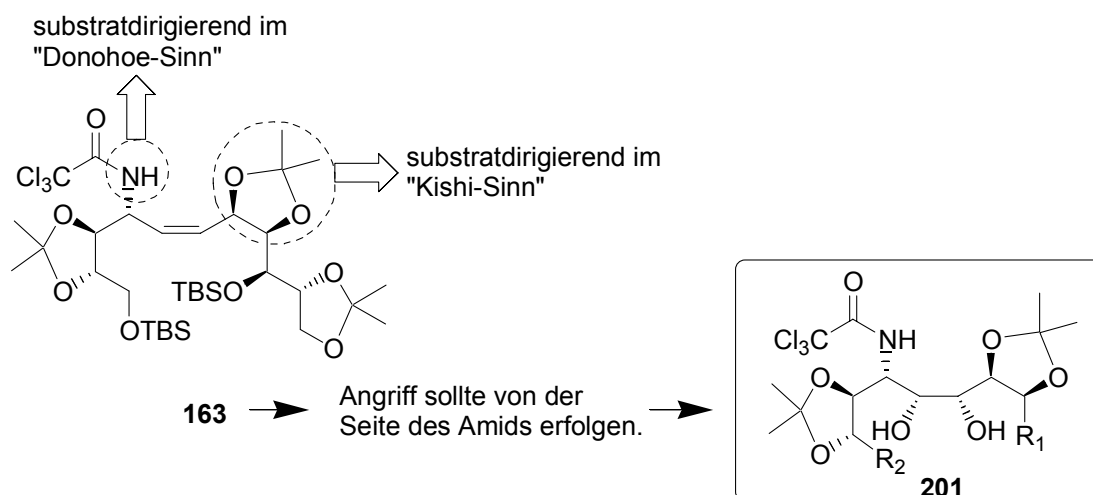 substratdirigierend im
"Donohoe-Sinn"
O
Cl3C
NH
O
O
substratdirigierend im
"Kishi-Sinn"
O
O
TBSO
O
O
OTBS
163
Angriff sollte von der
Seite des Amids erfolgen.
O
Cl3C
NH
O
O
O
HO
OH
R1
O
R2
201